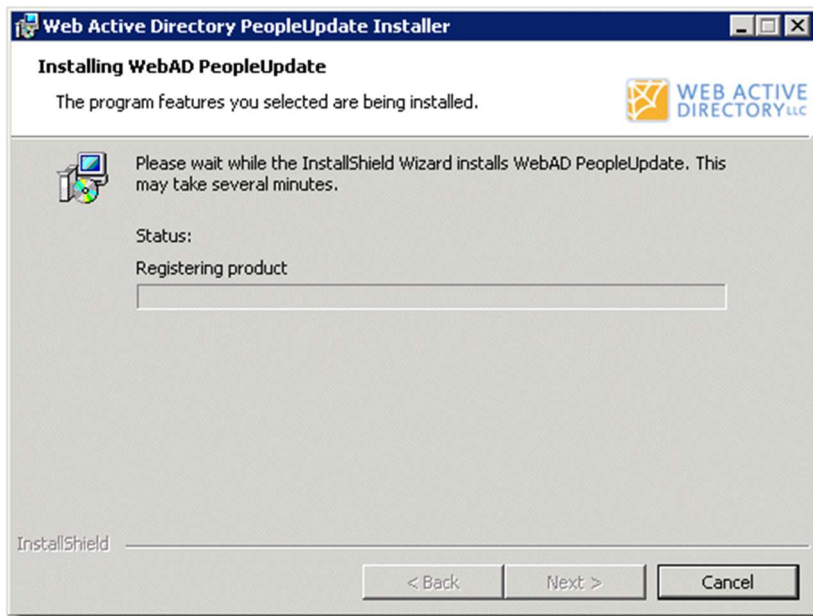 Web Active Directory PeopleUpdate Installer
Installing WebAD PeopleUpdate
The program features you selected are being installed.
WEB ACTIVE
DIRECTORY LLC
Please wait while the InstallShield Wizard installs WebAD PeopleUpdate. This
may take several minutes.
Status:
Registering product
InstallShield
< Back
Next >
Cancel